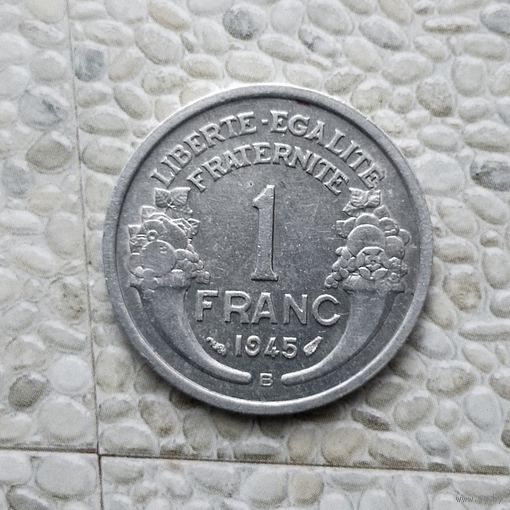 LIBERTE · EGALITE
FRATERNITE
1
FRANC
1945
B